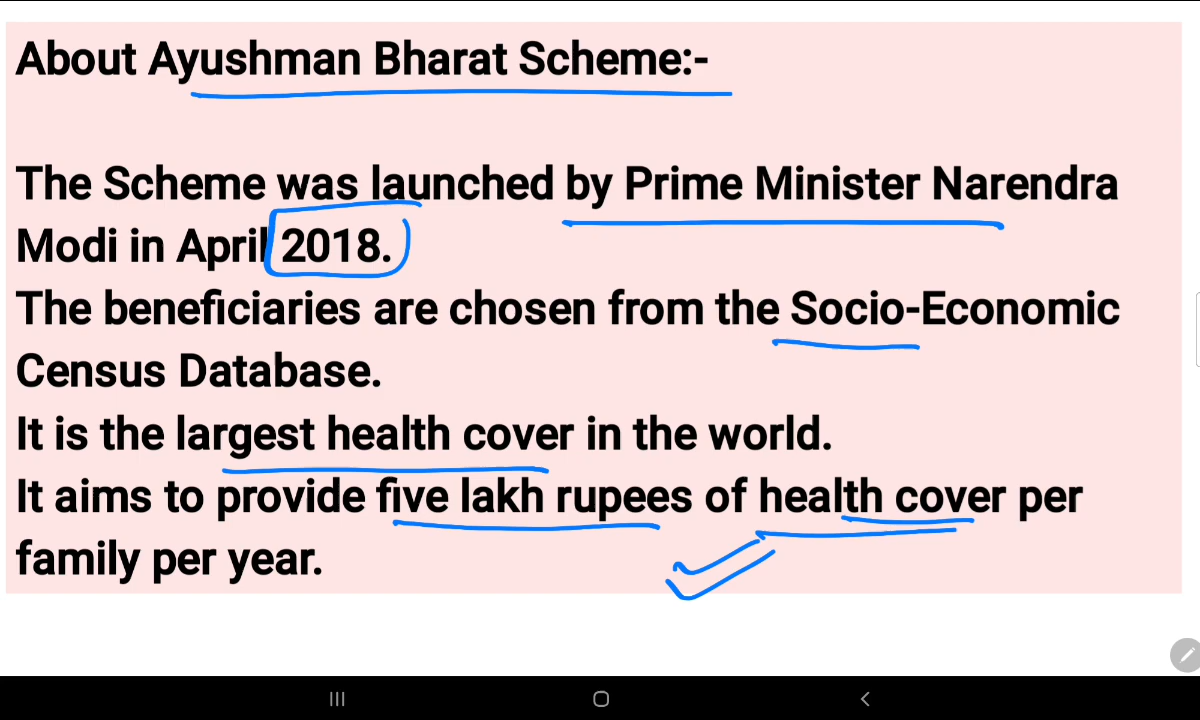 About Ayushman Bharat Scheme:-
The Scheme was launched by Prime Minister Narendra
Modi in April 2018.
The beneficiaries are chosen from the Socio-Economic
Census Database.
It is the largest health cover in the world.
It aims to provide five lakh rupees of health cover per
family per year.